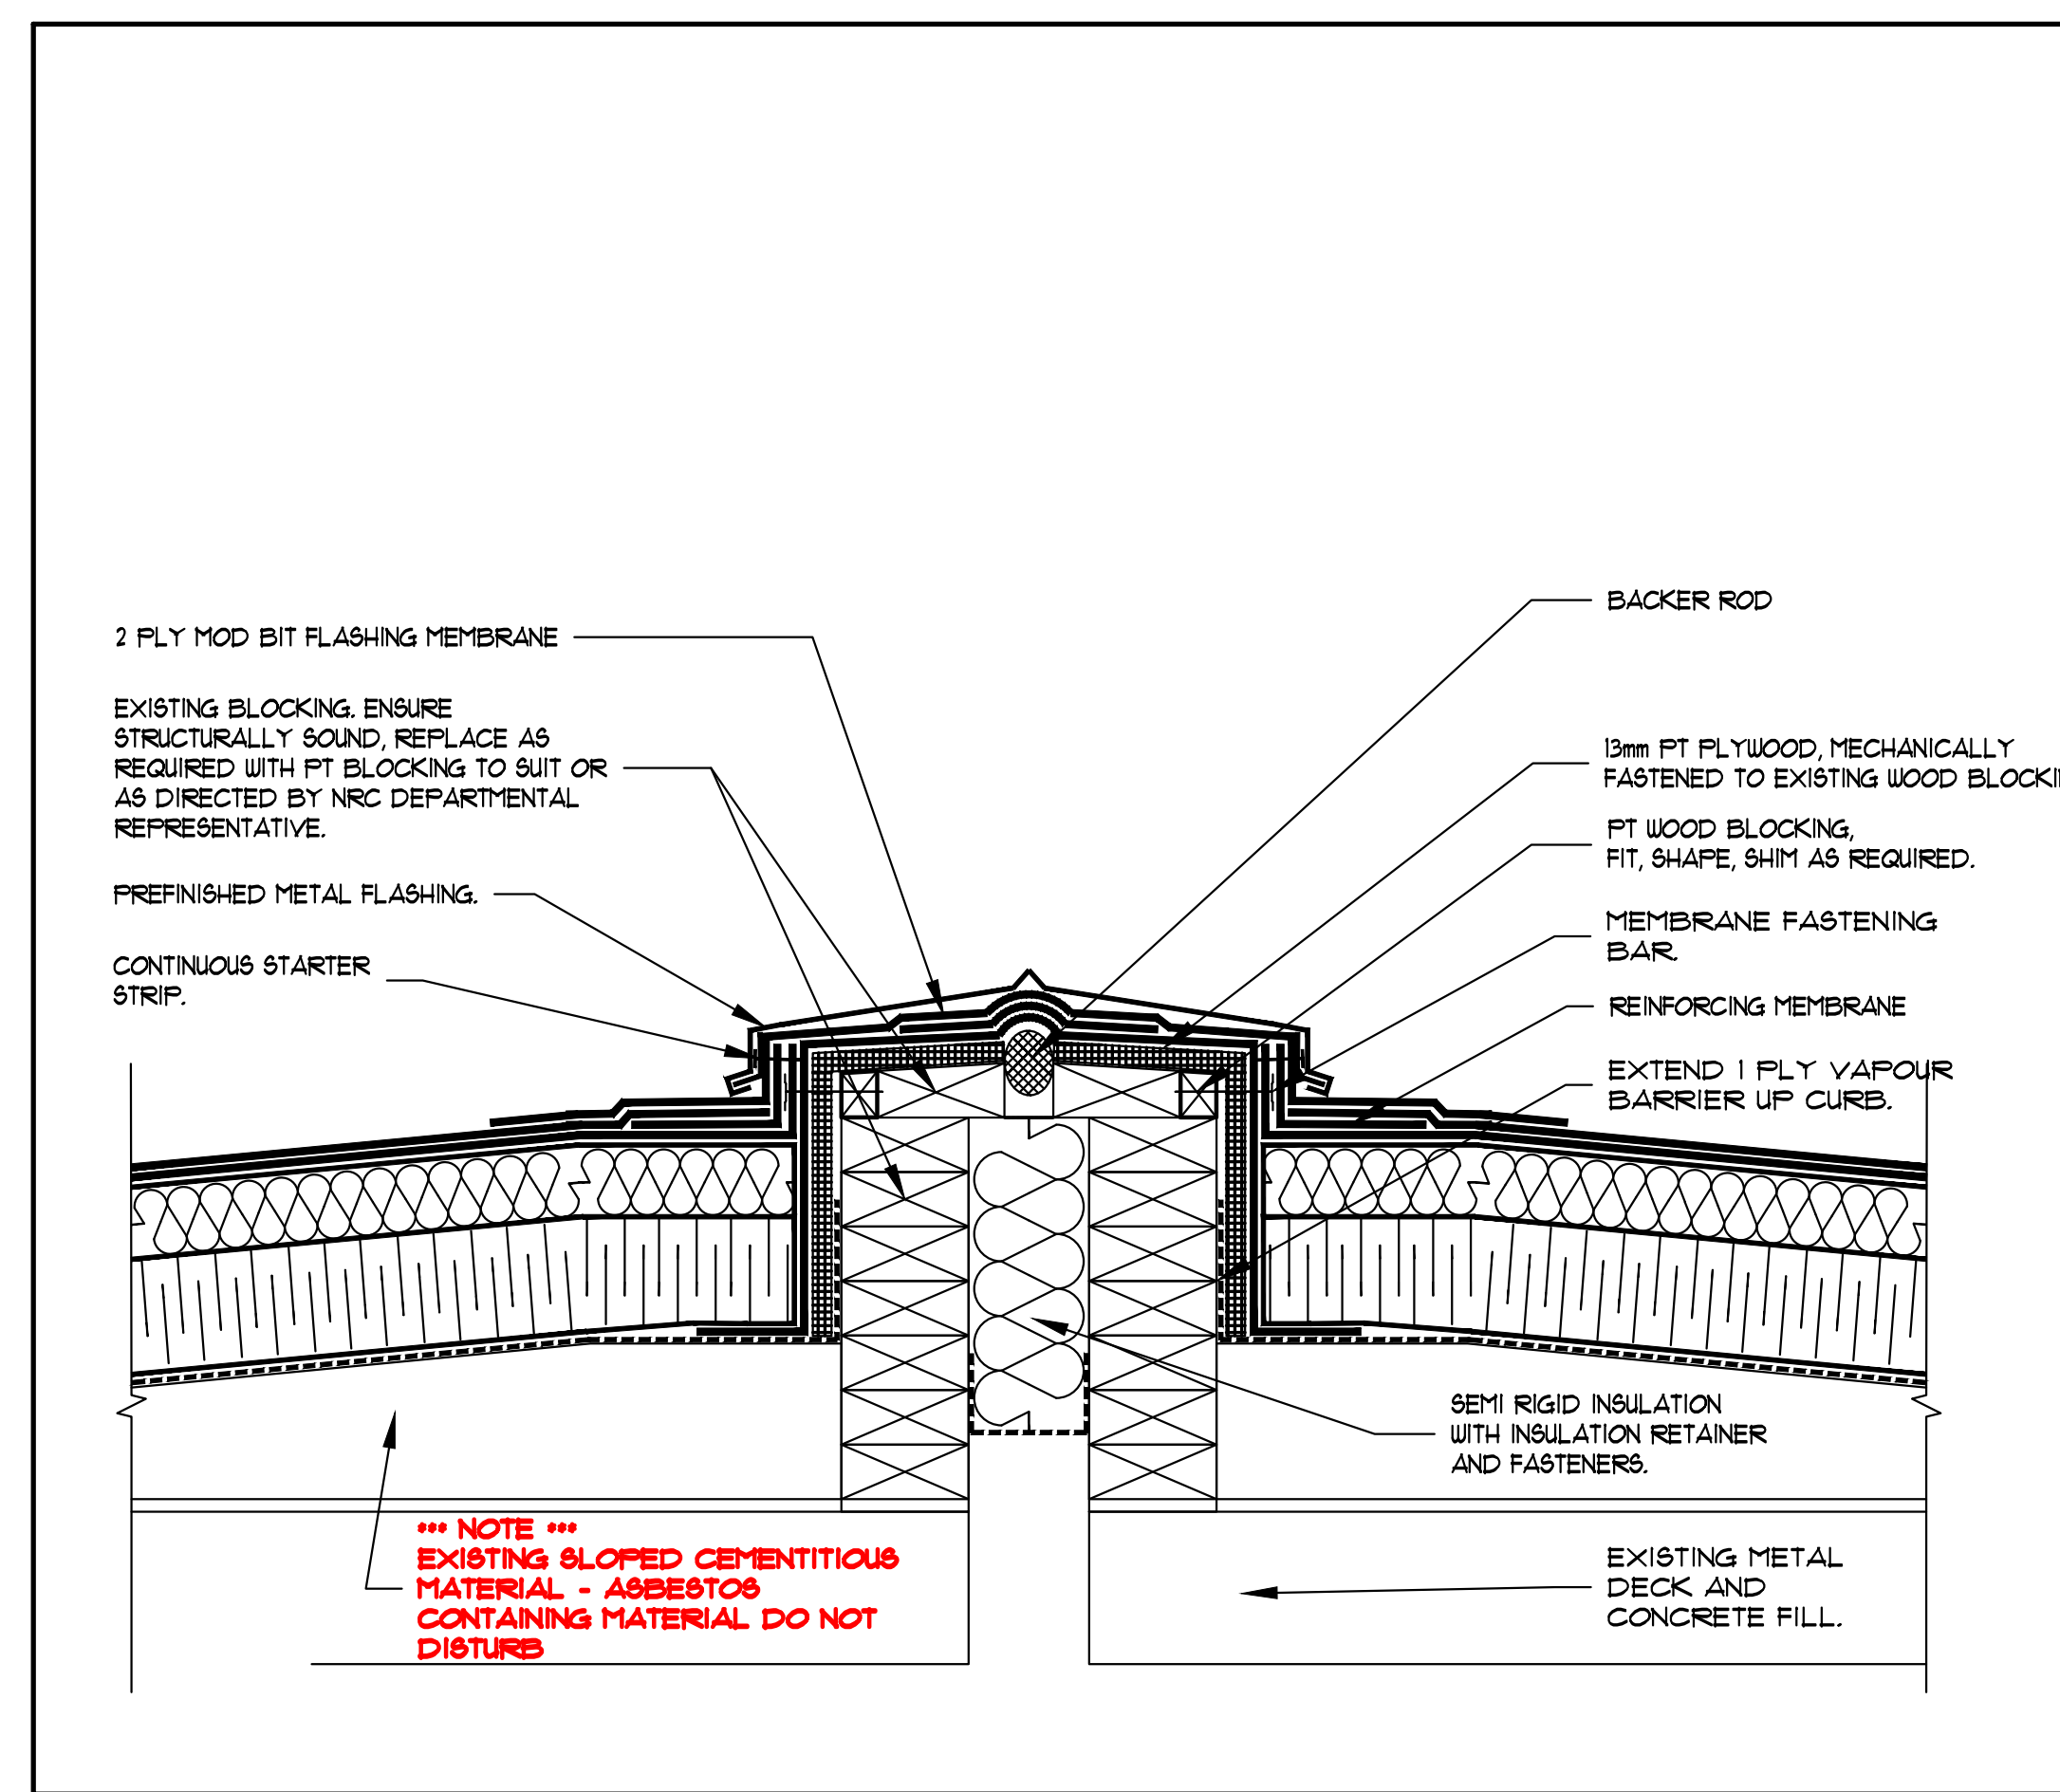 2 PLY MOD BIT FLASHING MEMBRANE
EXISTING BLOCKING. ENSURE
STRUCTURALLY SOUND, REPLACE AS
REQUIRED WITH PT BLOCKING TO SUIT OR
AS DIRECTED BY NRC DEPARTMENTAL
REPRESENTATIVE.
PREFINISHED METAL FLASHING.
CONTINUOUS STARTER
STRIP.
*** NOTE ***
EXISTING SLOPED CEMENTITIOUS
MATERIAL - ASBESTOS
CONTAINING MATERIAL DO NOT
DISTURB
BACKER ROD
13mm PT PLYWOOD, MECHANICALLY
FASTENED TO EXISTING WOOD
PT WOOD BLOCKING,
FIT, SHAPE, SHIM AS REQUIRED.
MEMBRANE FASTENING
BAR.
REINFORCING MEMBRANE
EXTEND 1 PLY VAPOUR
BARRIER UP CURB.
SEMI RIGID INSULATION
WITH INSULATION RETAINER
AND FASTENERS.
EXISTING METAL
DECK AND
CONCRETE FILL.